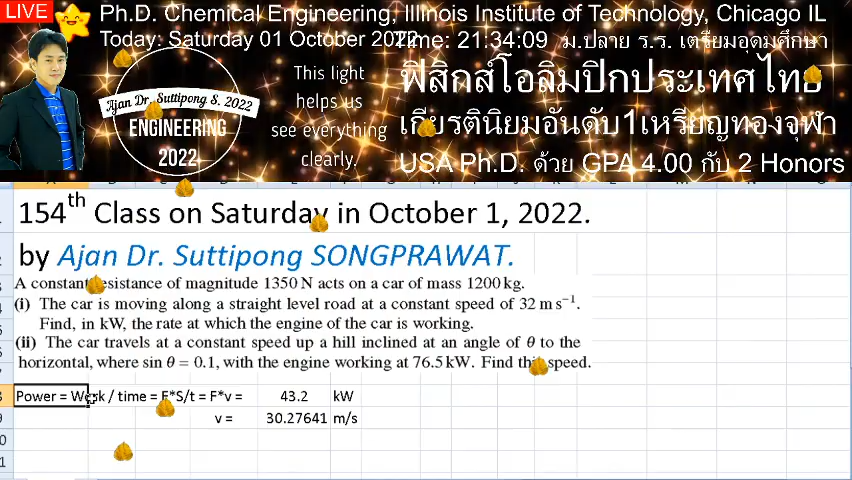 LIVE
Ph.D. Chemical Engineering, Illinois Institute of Technology, Chicago IL
Today: Saturday 01 October 2022
Time: 21:34:09 ม.ปลาย ร.ร. เตรียมอุดมศึกษา
ฟิสิกส์โอลิมปิกประเทศไทย
เกียรตินิยมอันดับ1เหรียญทองจุฬา
USA Ph.D. ด้วย GPA 4.00 กับ 2 Honors
Ajan Dr. Suttipong S. 2022
ENGINEERING
2022
This light
helps us
see everything
clearly.
154th Class on Saturday in October 1, 2022.
by Ajan Dr. Suttipong SONGPRAWAT.
A constant resistance of magnitude 1350 N acts on a car of mass 1200 kg.
(i) The car is moving along a straight level road at a constant speed of 32 m s⁻¹.
Find, in kW, the rate at which the engine of the car is working.
(ii) The car travels at a constant speed up a hill inclined at an angle of θ to the
horizontal, where sin θ = 0.1, with the engine working at 76.5 kW. Find this speed.
Power = Work / time = F*S/t = F*v = 43.2 kW
v = 30.27641 m/s